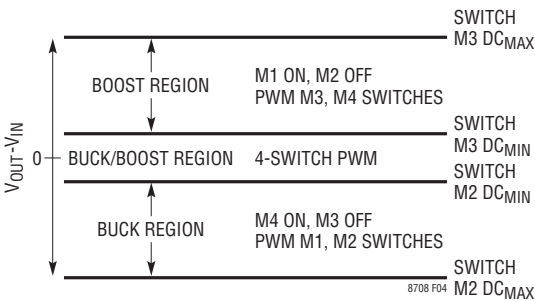 SWITCH
M3 DCMAX
BOOST REGION
M1 ON, M2 OFF
PWM M3, M4 SWITCHES
SWITCH
M3 DCMIN
VOUT-VIN
0
BUCK/BOOST REGION
4-SWITCH PWM
SWITCH
M2 DCMIN
BUCK REGION
M4 ON, M3 OFF
PWM M1, M2 SWITCHES
SWITCH
M2 DCMAX
8708 F04